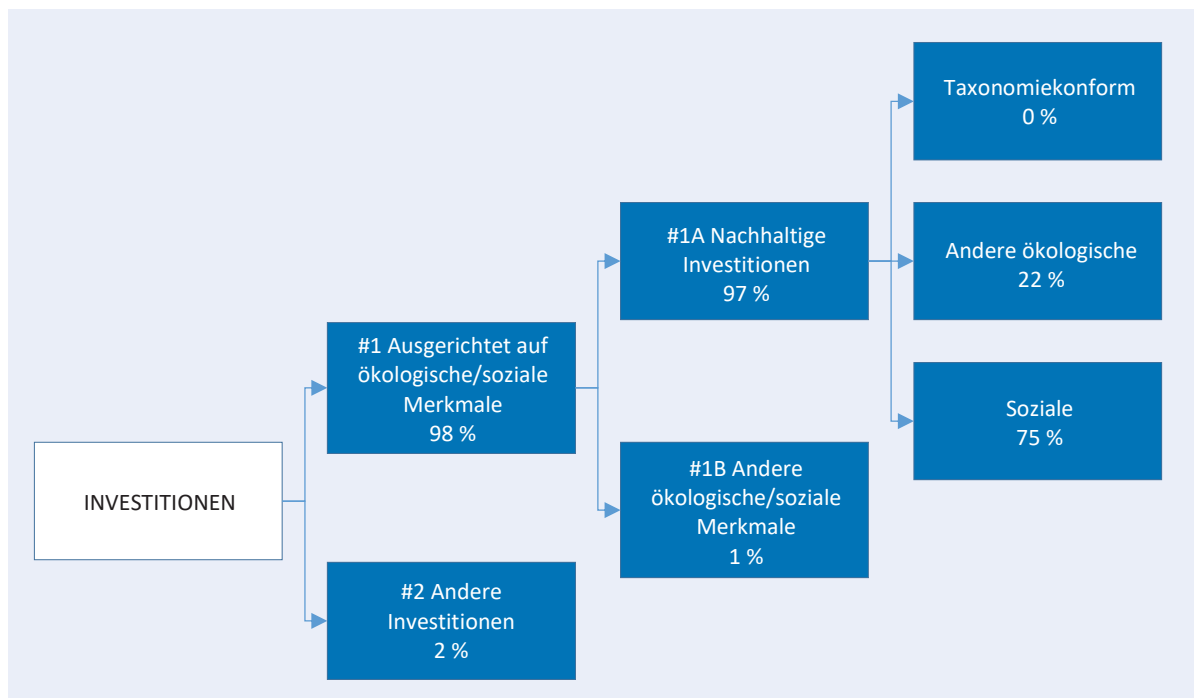 INVESTITIONEN
#1 Ausgerichtet auf
ökologische/soziale
Merkmale
98 %
#2 Andere
Investitionen
2 %
#1A Nachhaltige
Investitionen
97 %
#1B Andere
ökologische/soziale
Merkmale
1 %
Taxonomiekonform
0 %
Andere ökologische
22 %
Soziale
75 %